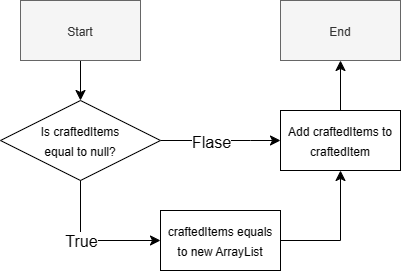 Start
End
Is craftedItems
equal to null?
Flase
Add craftedItems to
craftedItem
True
craftedItems equals
to new ArrayList